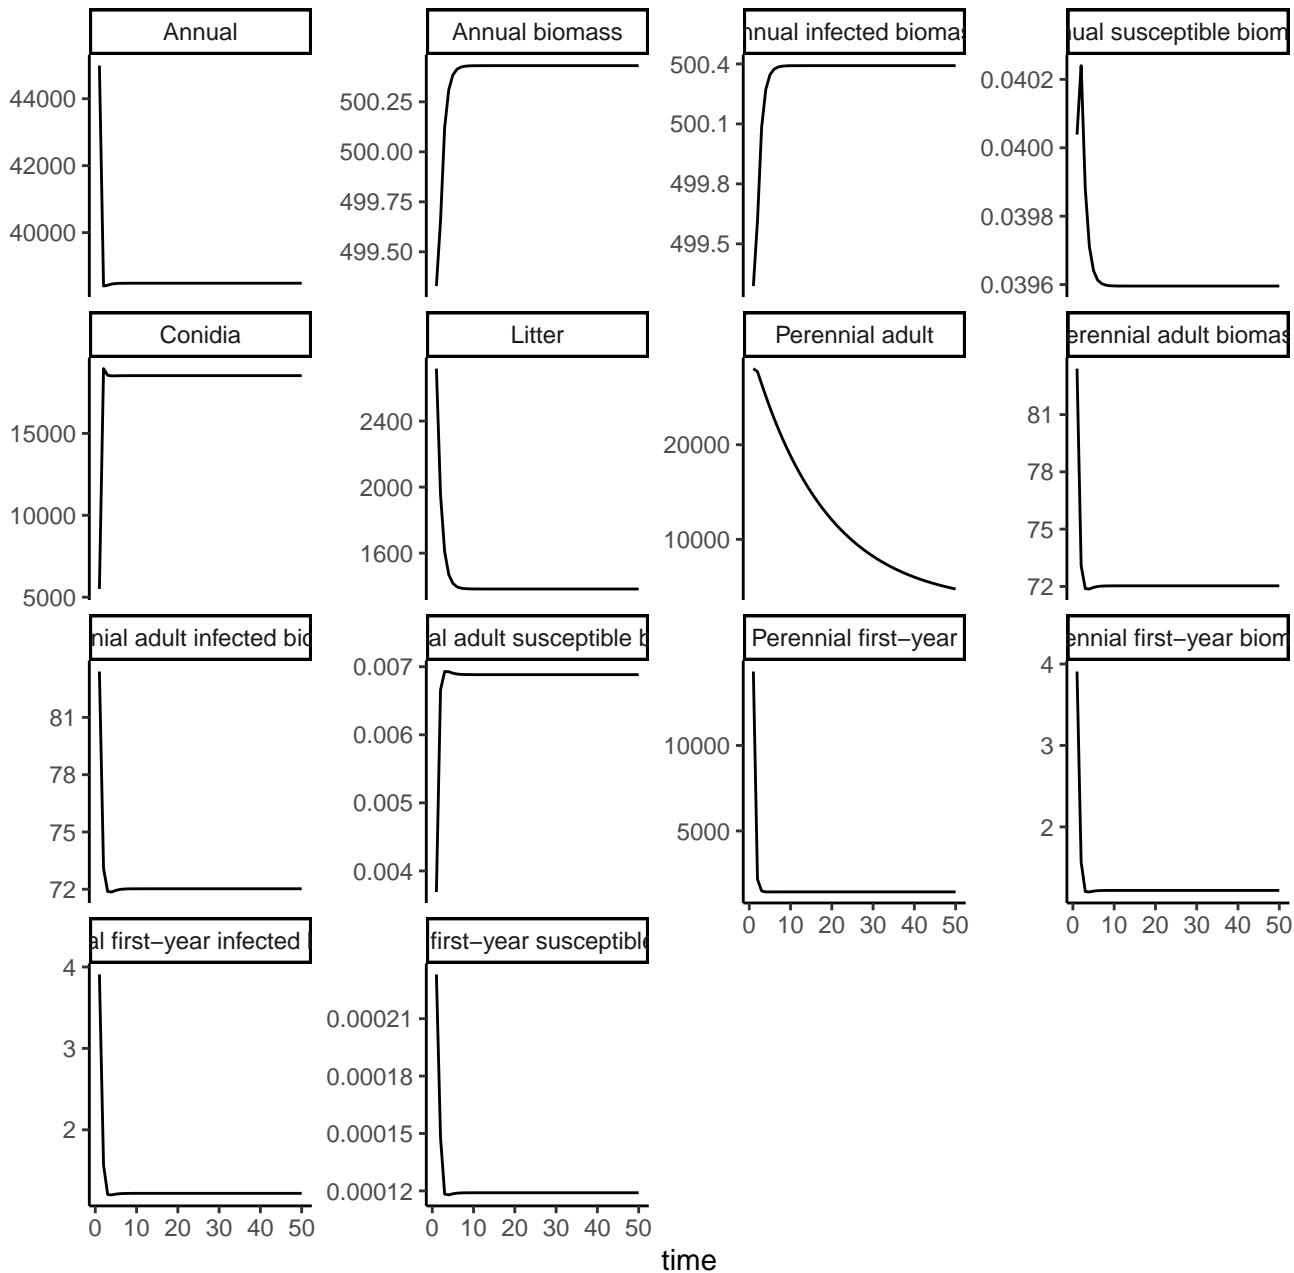 Annual
Annual biomass
nnual infected biomas
ual susceptible biom
44000
42000
40000
500.25
500.00
499.75
499.50
500.4
500.1
499.8
499.5
0.0402
0.0400
0.0398
0.0396
Conidia
Litter
Perennial adult
erennial adult biomas
15000
10000
5000
2400
2000
1600
20000
10000
81
78
75
72
nial adult infected bio
al adult susceptible b
Perennial first−year
ennial first−year biom
81
78
75
72
0.007
0.006
0.005
0.004
10000
5000
0 10 20 30 40 50
4
3
2
0 10 20 30 40 50
al first−year infected
first−year susceptible
4
3
2
0 10 20 30 40 50
0.00021
0.00018
0.00015
0.00012
0 10 20 30 40 50
time